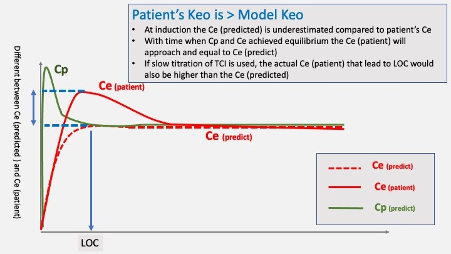 Patient's Keo is > Model Keo
• At induction the Ce (predicted) is underestimated compared to patient's Ce
• With time when Cp and Ce achieved equilibrium the Ce (patient) will
approach and equal to Ce (predict)
• If slow titration of TCI is used, the actual Ce (patient) that lead to LOC would
also be higher than the Ce (predicted)
Different between Ce (predicted ) and Ce (patient)
Cp
Ce (patient)
Ce (predict)
LOC
Ce (predict)
Ce (patient)
Cp (predict)